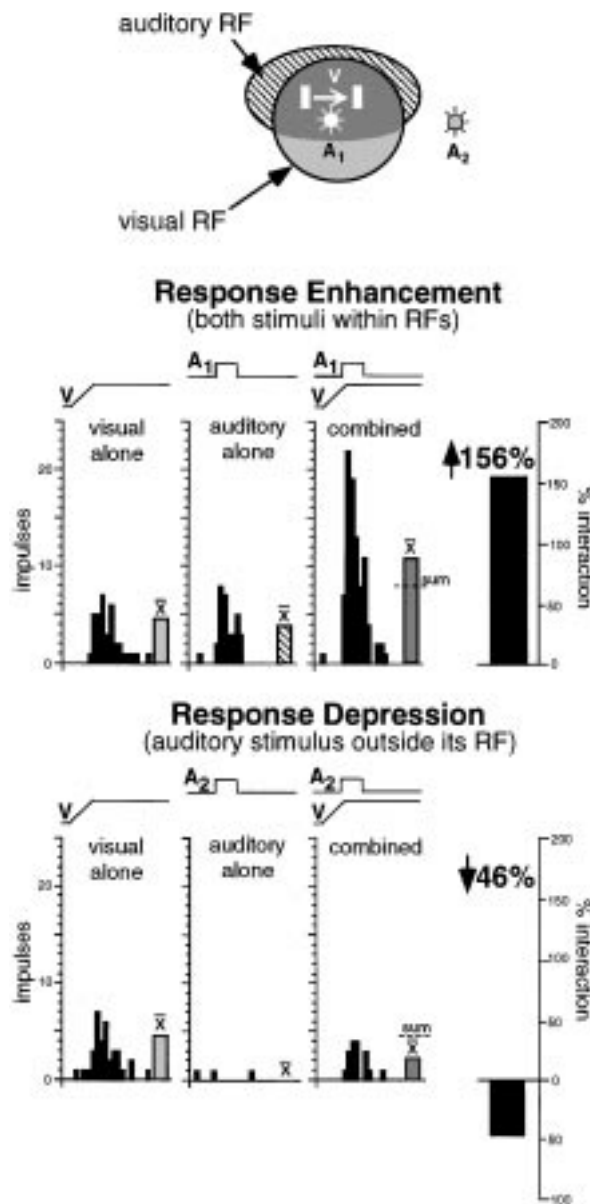 auditory RF
V
A1
A2
visual RF
Response Enhancement
(both stimuli within RFs)
A1
A1
V
V
visual alone
auditory alone
combined
156%
20
10
0
impulses
X̄
X̄
X̄
sum
200
150
100
50
0
% interaction
Response Depression
(auditory stimulus outside its RF)
A2
A2
V
V
visual alone
auditory alone
combined
46%
20
10
0
impulses
X̄
X̄
sum
X̄
200
150
100
50
0
50
100
% interaction